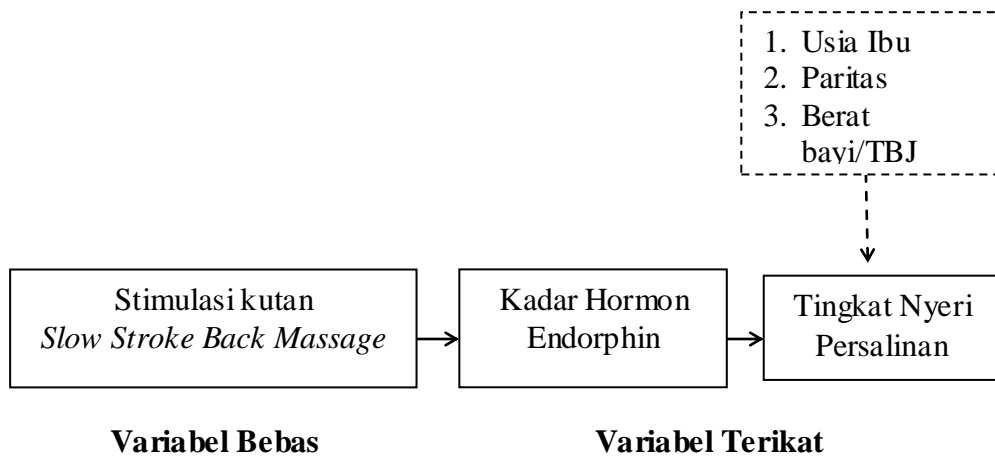 1. Usia Ibu
2. Paritas
3. Berat
bayi/TBJ
Stimulasi kutan
Slow Stroke Back Massage
Kadar Hormon
Endorphin
Tingkat Nyeri
Persalinan
Variabel Bebas
Variabel Terikat